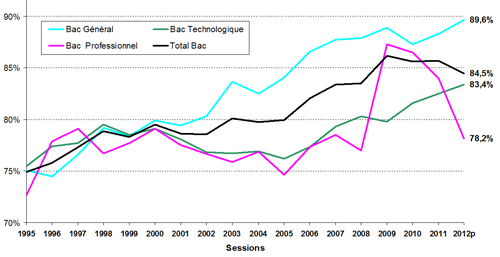 90%
Bac Général
Bac Technologique
Bac Professionnel
Total Bac
89,6%
85%
84,5%
83,4%
80%
78,2%
75%
70%
1995 1996 1997 1998 1999 2000 2001 2002 2003 2004 2005 2006 2007 2008 2009 2010 2011 2012p
Sessions